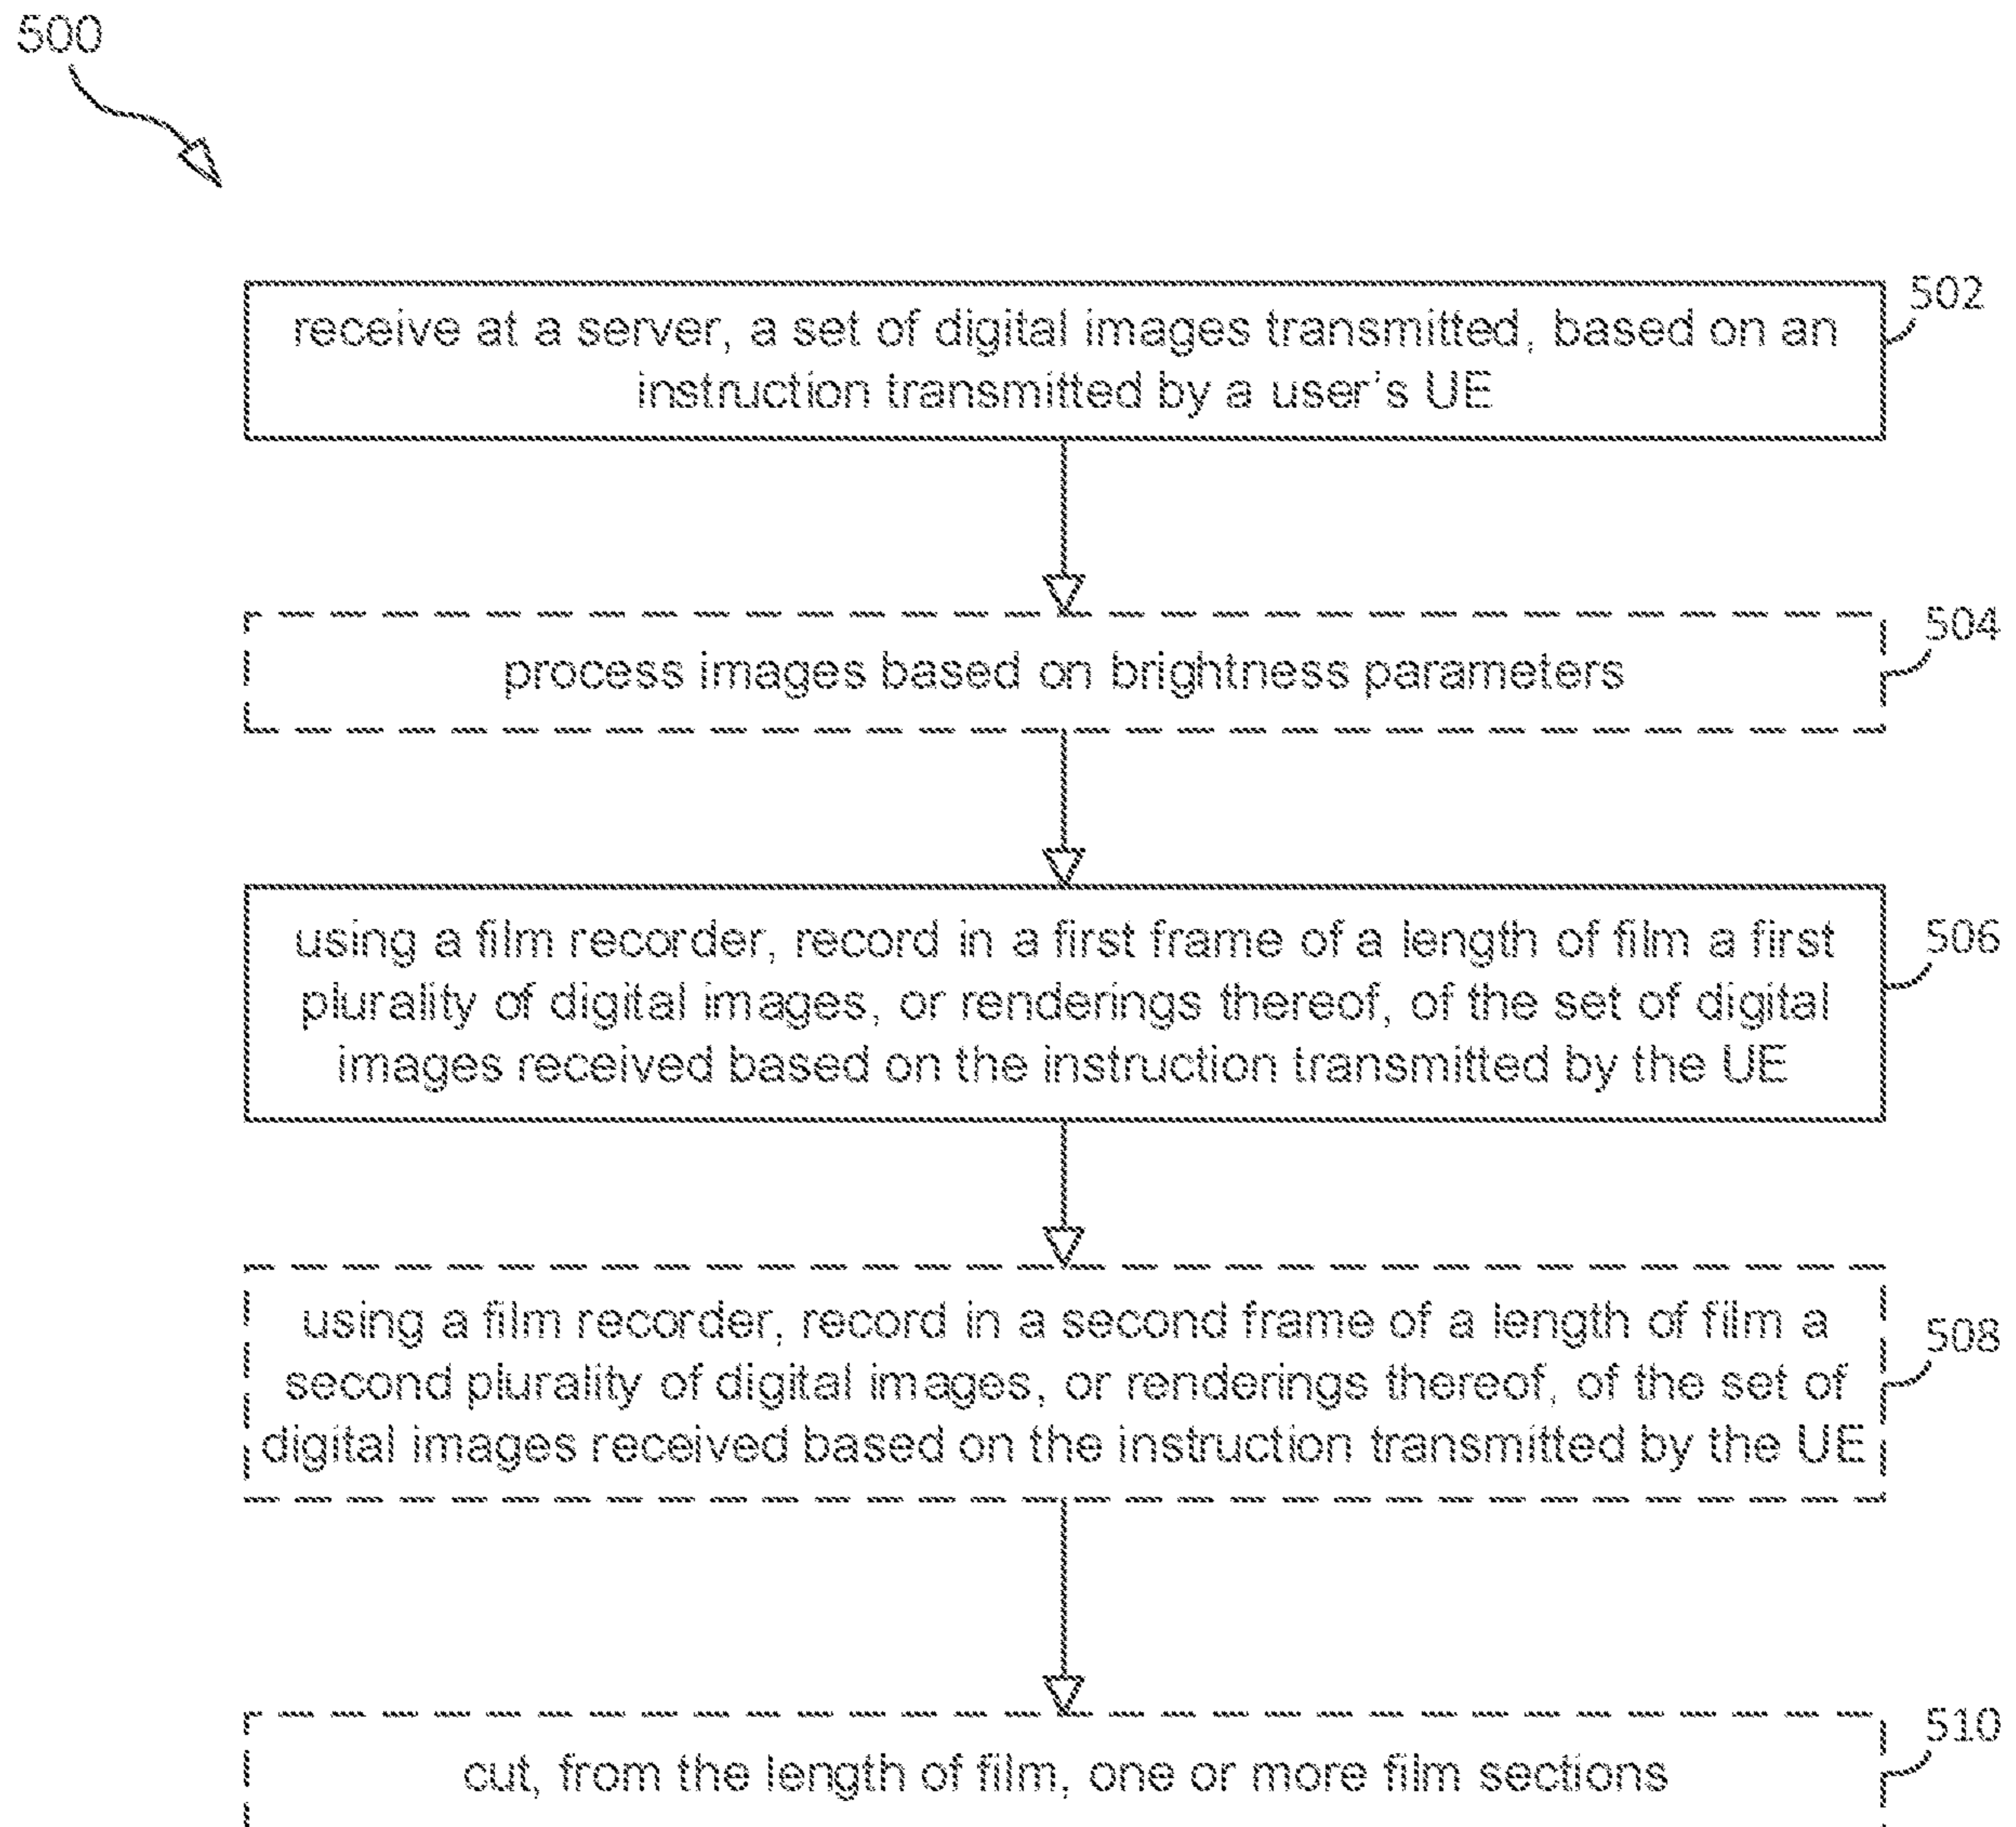 500
502
receive at a server, a set of digital images transmitted, based on an
instruction transmitted by a user's UE
504
process images based on brightness parameters
506
using a film recorder, record in a first frame of a length of film a first
plurality of digital images, or renderings thereof, of the set of digital
images received based on the instruction transmitted by the UE
508
using a film recorder, record in a second frame of a length of film a
second plurality of digital images, or renderings thereof, of the set of
digital images received based on the instruction transmitted by the UE
510
cut, from the length of film, one or more film sections